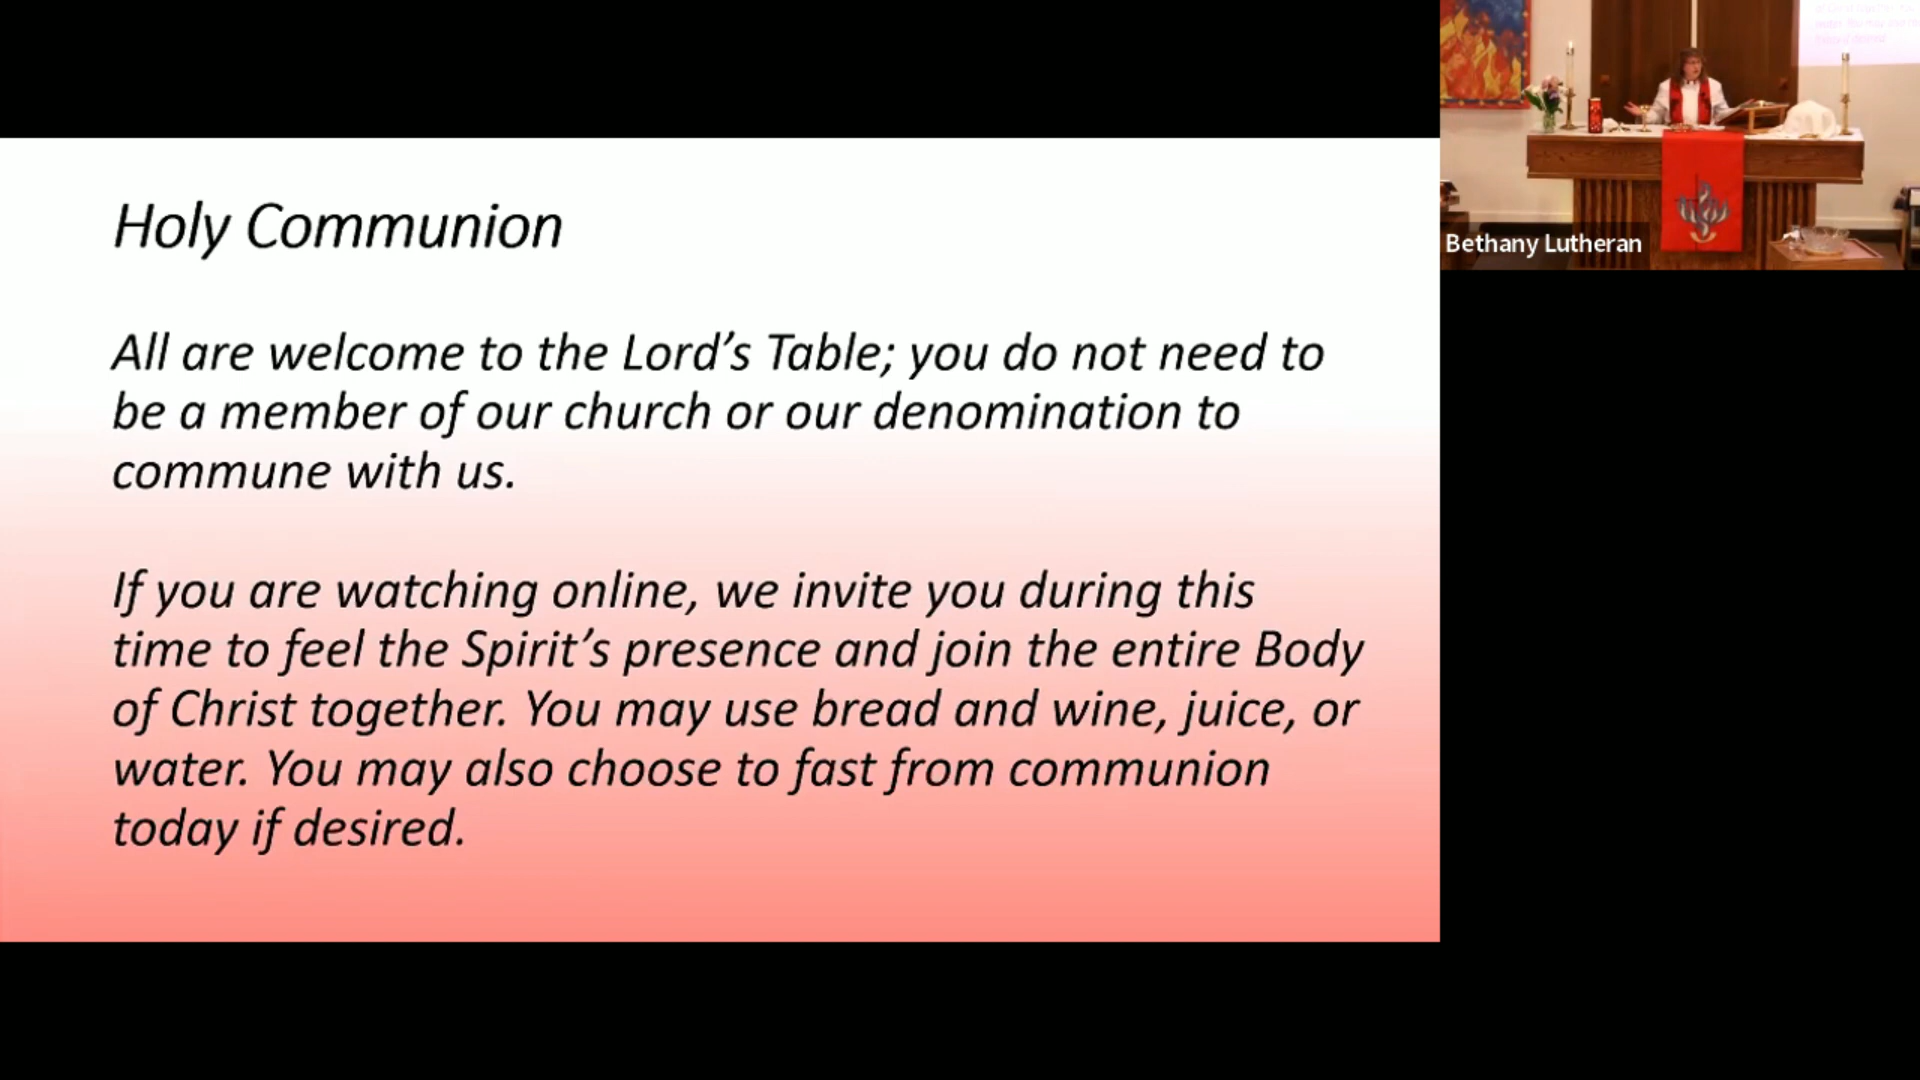 Holy Communion
All are welcome to the Lord’s Table; you do not need to
be a member of our church or our denomination to
commune with us.
If you are watching online, we invite you during this
time to feel the Spirit’s presence and join the entire Body
of Christ together. You may use bread and wine, juice, or
water. You may also choose to fast from communion
today if desired.
Bethany Lutheran